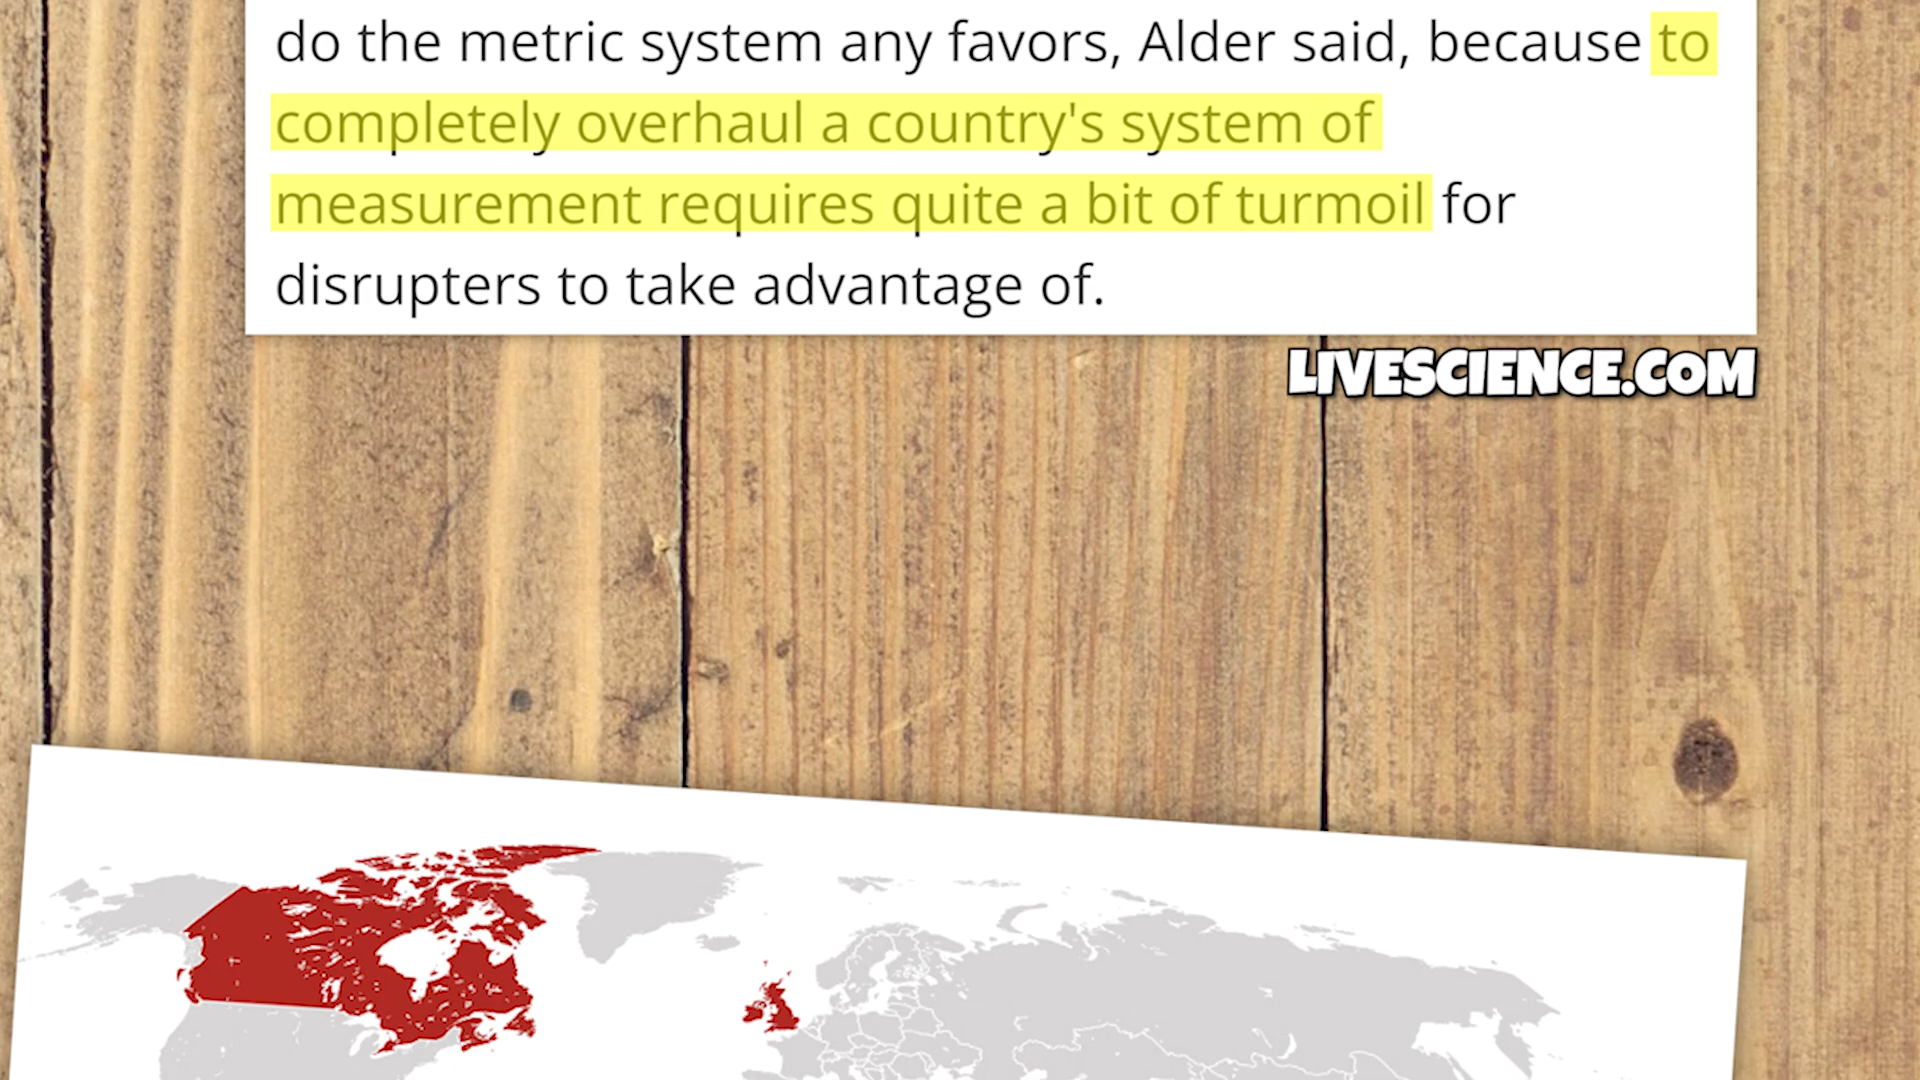 do the metric system any favors, Alder said, because to
completely overhaul a country's system of
measurement requires quite a bit of turmoil for
disrupters to take advantage of.
LIVESCIENCE.COM